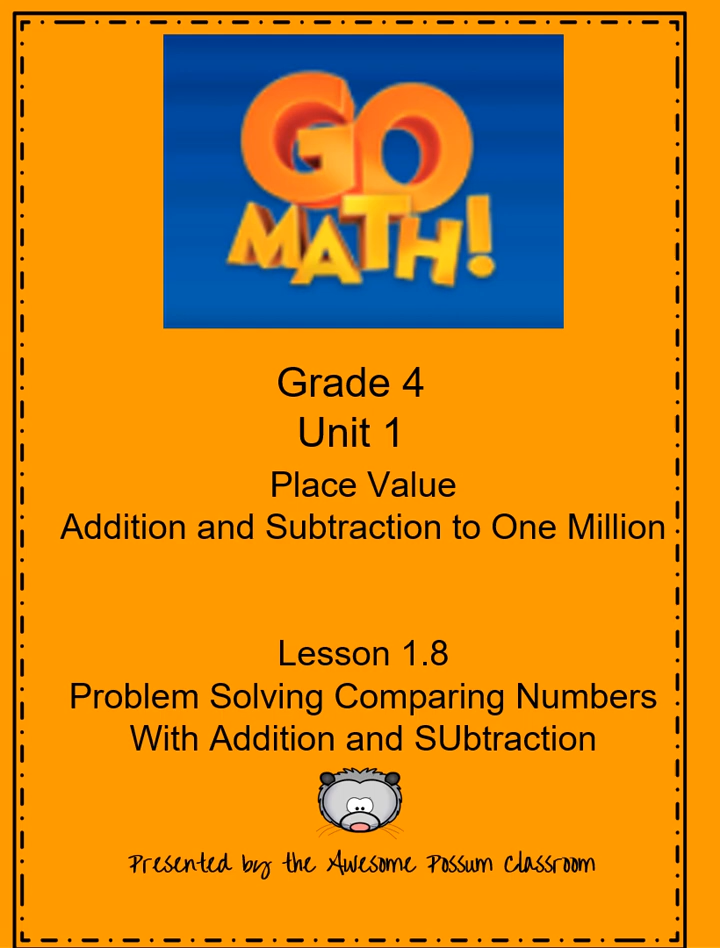 GO
MATH!
Grade 4
Unit 1
Place Value
Addition and Subtraction to One Million
Lesson 1.8
Problem Solving Comparing Numbers
With Addition and SUbtraction
Presented by the Awesome Possum Classroom